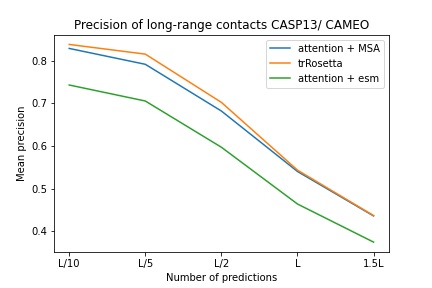 Precision of long-range contacts CASP13/ CAMEO
attention + MSA
trRosetta
attention + esm
Mean precision
0.8
0.7
0.6
0.5
0.4
L/10
L/5
L/2
L
1.5L
Number of predictions